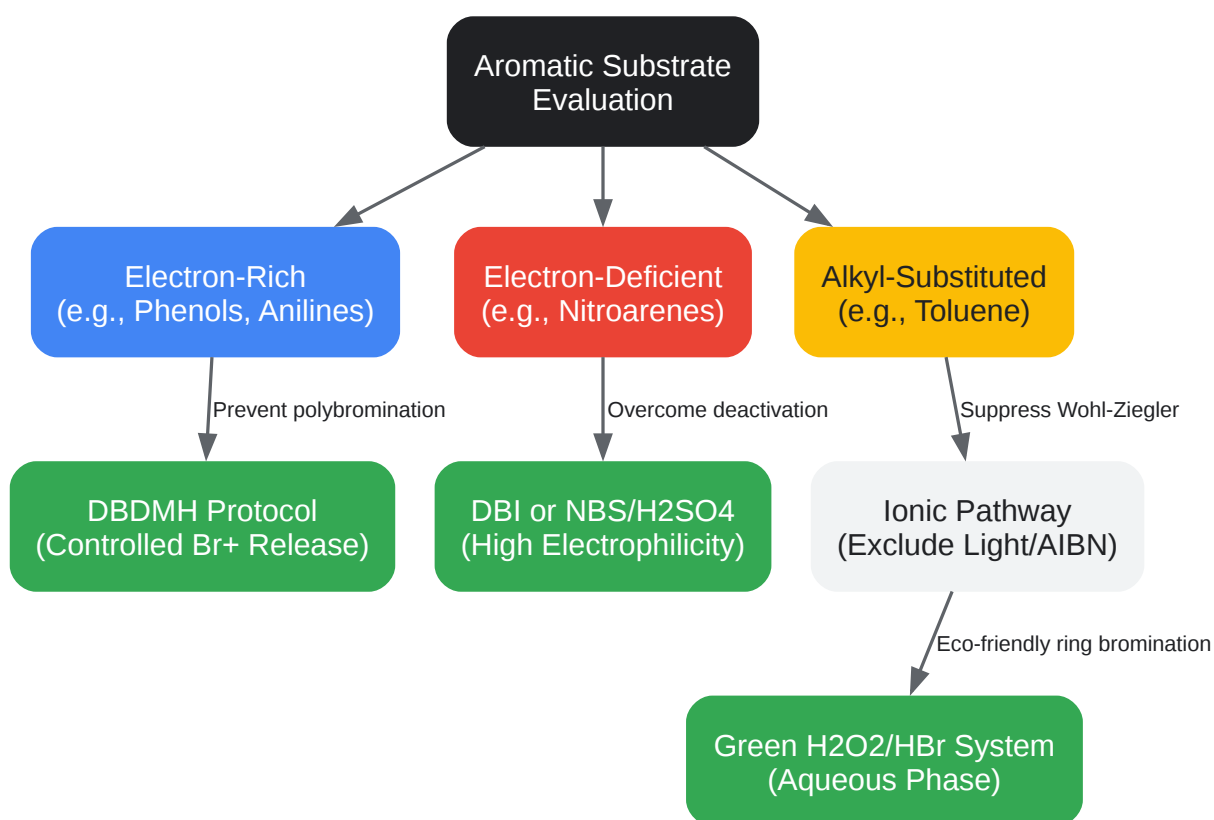 Aromatic Substrate
Evaluation
Electron-Rich
(e.g., Phenols, Anilines)
Electron-Deficient
(e.g., Nitroarenes)
Alkyl-Substituted
(e.g., Toluene)
Prevent polybromination
Overcome deactivation
Suppress Wohl-Ziegler
DBDMH Protocol
(Controlled Br+ Release)
DBI or NBS/H2SO4
(High Electrophilicity)
Ionic Pathway
(Exclude Light/AIBN)
Eco-friendly ring bromination
Green H2O2/HBr System
(Aqueous Phase)